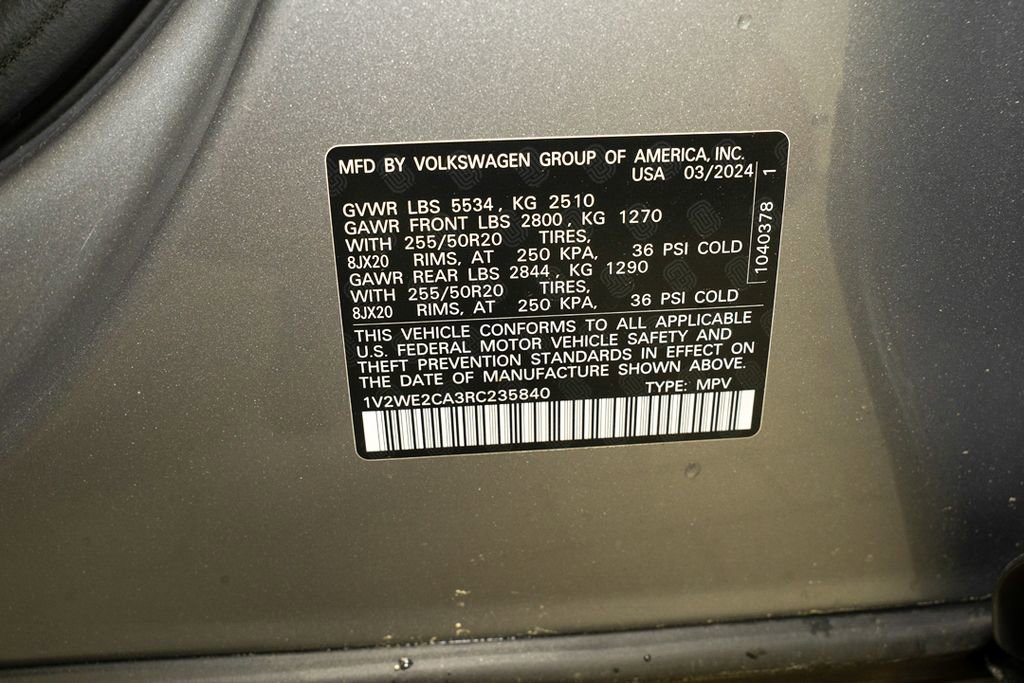 MFD BY VOLKSWAGEN GROUP OF AMERICA, INC.
USA 03/2024
GVWR LBS 5534, KG 2510
GAWR FRONT LBS 2800, KG 1270
WITH 255/50R20 TIRES,
8JX20 RIMS, AT 250 KPA, 36 PSI COLD
GAWR REAR LBS 2844, KG 1290
WITH 255/50R20 TIRES,
8JX20 RIMS, AT 250 KPA, 36 PSI COLD
THIS VEHICLE CONFORMS TO ALL APPLICABLE
U.S. FEDERAL MOTOR VEHICLE SAFETY AND
THEFT PREVENTION STANDARDS IN EFFECT ON
THE DATE OF MANUFACTURE SHOWN ABOVE.
1V2WE2CA3RC235840 TYPE: MPV
1040378 1